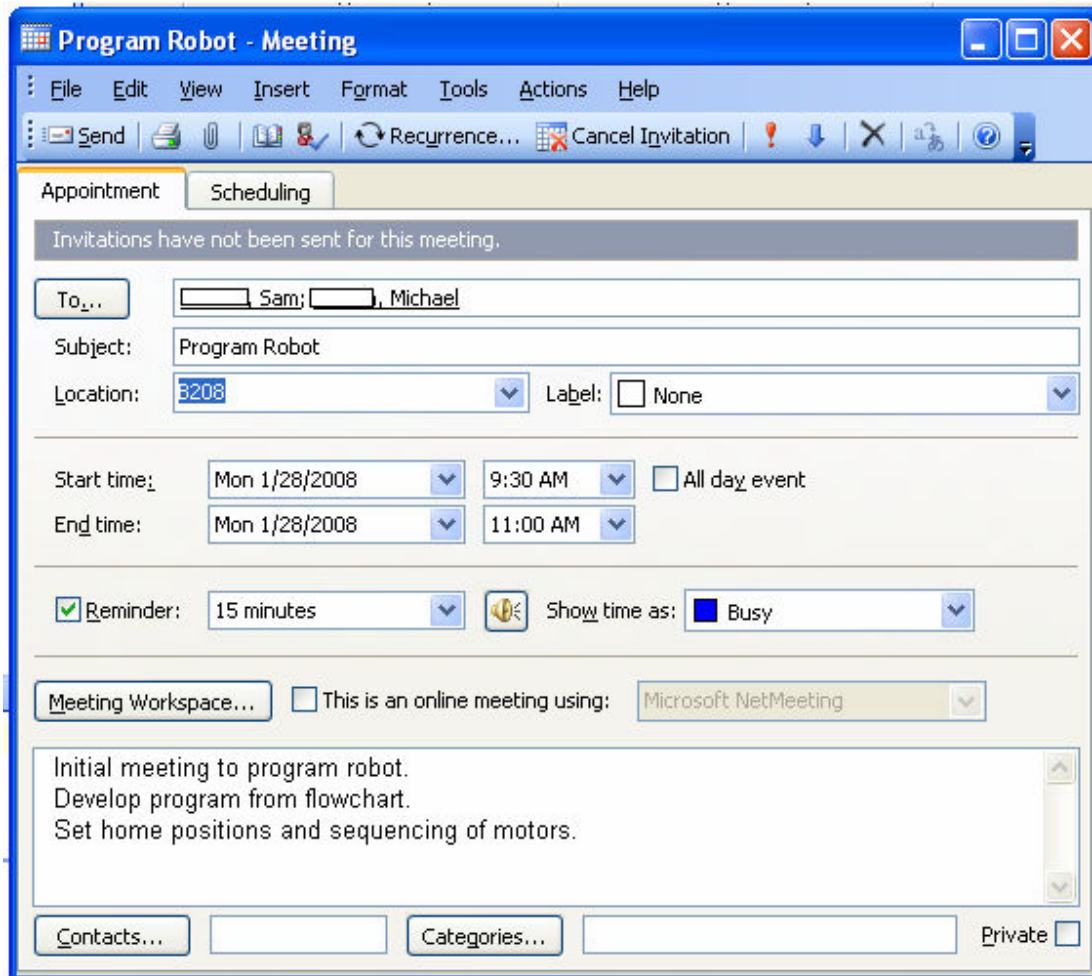 Program Robot - Meeting
File Edit View Insert Format Tools Actions Help
Send Recurrence... Cancel Invitation
Appointment Scheduling
Invitations have not been sent for this meeting.
To... , Sam; , Michael
Subject: Program Robot
Location: B208 Label: None
Start time: Mon 1/28/2008 9:30 AM All day event
End time: Mon 1/28/2008 11:00 AM
Reminder: 15 minutes Show time as: Busy
Meeting Workspace... This is an online meeting using: Microsoft NetMeeting
Initial meeting to program robot.
Develop program from flowchart.
Set home positions and sequencing of motors.
Contacts... Categories... Private